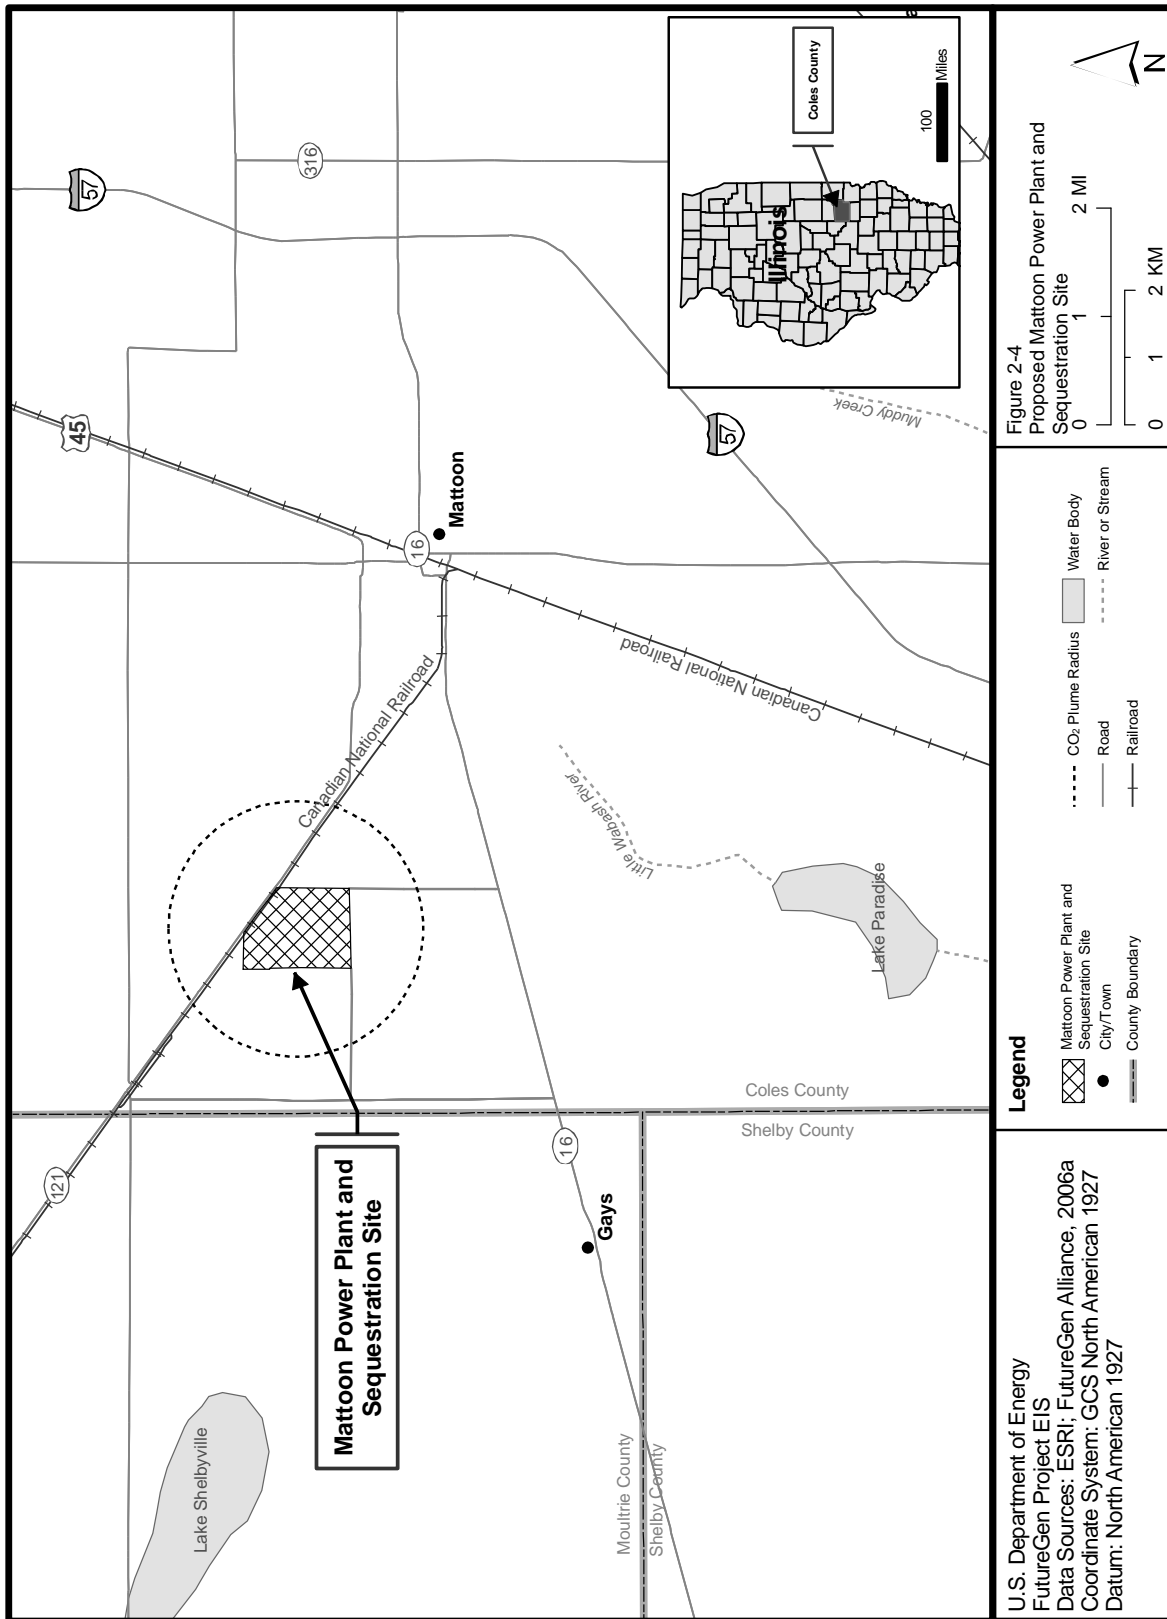 121
45
57
316
16
16
57
Canadian National Railroad
Canadian National Railroad
Mattoon
Gays
Lake Shelbyville
Lake Paradise
Little Wabash River
Muddy Creek
Mattoon Power Plant and
Sequestration Site
Coles County
Shelby County
Moultrie County
Shelby County
Illinois
Coles County
100
Miles
U.S. Department of Energy
FutureGen Project EIS
Data Sources: ESRI; FutureGen Alliance, 2006a
Coordinate System: GCS North American 1927
Datum: North American 1927
Legend
Mattoon Power Plant and
Sequestration Site
City/Town
County Boundary
CO2 Plume Radius
Road
Railroad
Water Body
River or Stream
Figure 2-4
Proposed Mattoon Power Plant and
Sequestration Site
0 1 2 MI
0 1 2 KM
N